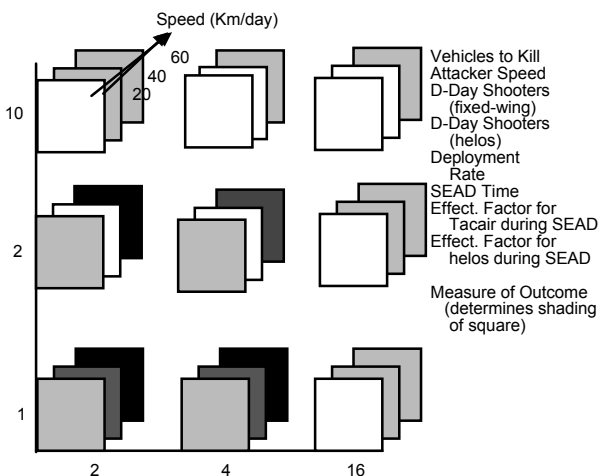 Speed (Km/day)
60
40
20
10
2
1
2
4
16
Vehicles to Kill
Attacker Speed
D-Day Shooters
(fixed-wing)
D-Day Shooters
(helos)
Deployment
Rate
SEAD Time
Effect. Factor for
Tacair during SEAD
Effect. Factor for
helos during SEAD
Measure of Outcome
(determines shading
of square)